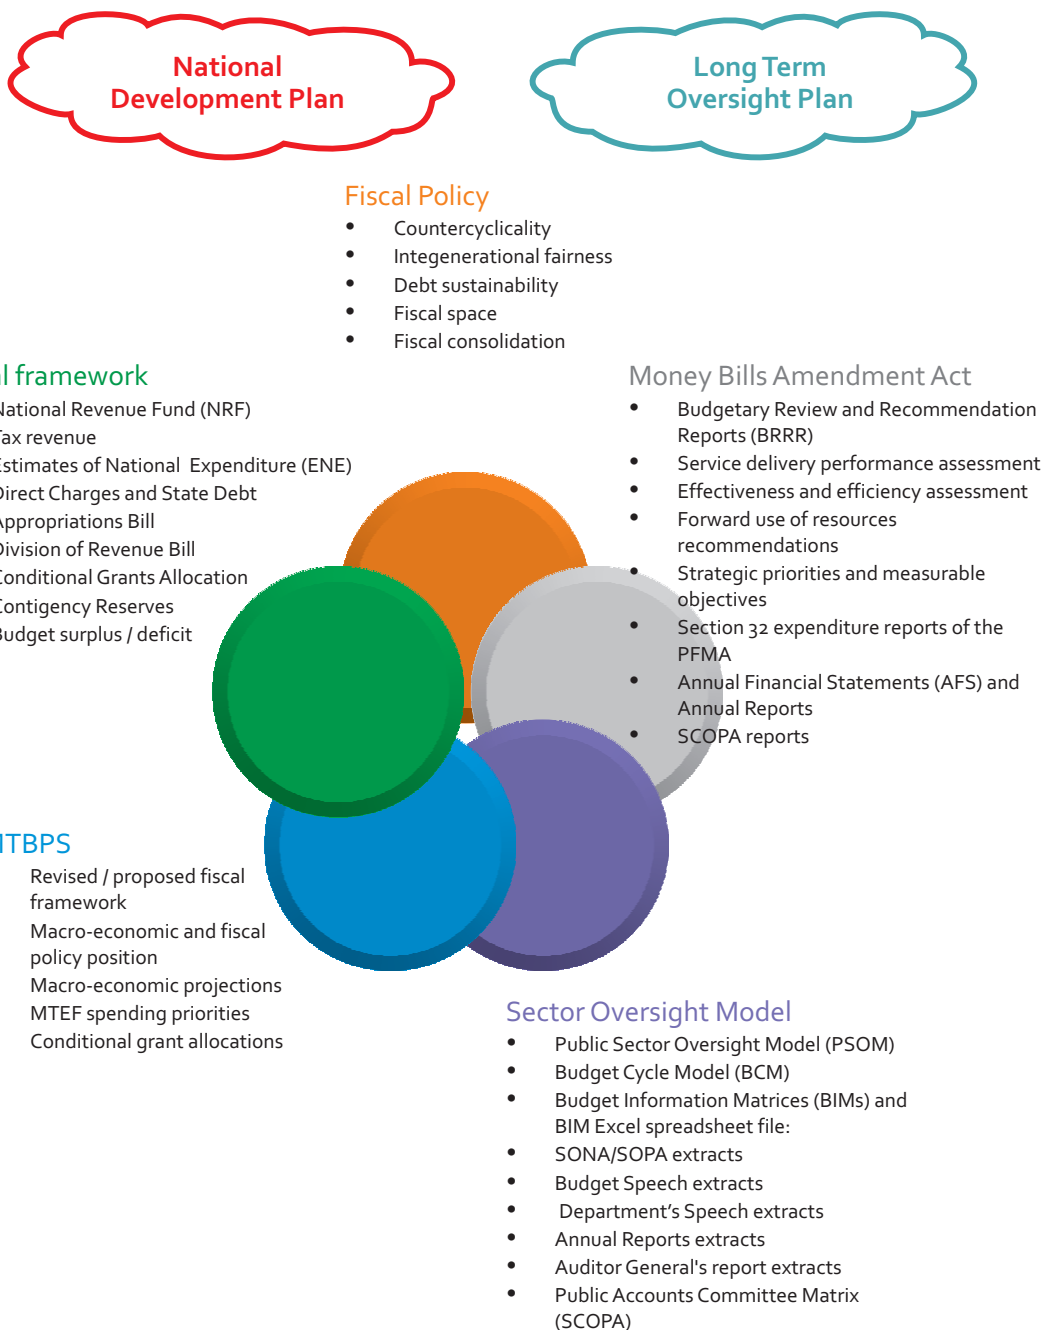 National
Development Plan
Long Term
Oversight Plan
Fiscal Policy
• Countercyclicality
• Integenerational fairness
• Debt sustainability
• Fiscal space
• Fiscal consolidation
l framework
National Revenue Fund (NRF)
Tax revenue
Estimates of National Expenditure (ENE)
Direct Charges and State Debt
Appropriations Bill
Division of Revenue Bill
Conditional Grants Allocation
Contigency Reserves
Budget surplus / deficit
Money Bills Amendment Act
• Budgetary Review and Recommendation
Reports (BRRR)
• Service delivery performance assessment
• Effectiveness and efficiency assessment
• Forward use of resources
recommendations
• Strategic priorities and measurable
objectives
• Section 32 expenditure reports of the
PFMA
• Annual Financial Statements (AFS) and
Annual Reports
• SCOPA reports
MTBPS
Revised / proposed fiscal
framework
Macro-economic and fiscal
policy position
Macro-economic projections
MTEF spending priorities
Conditional grant allocations
Sector Oversight Model
• Public Sector Oversight Model (PSOM)
• Budget Cycle Model (BCM)
• Budget Information Matrices (BIMs) and
BIM Excel spreadsheet file:
• SONA/SOPA extracts
• Budget Speech extracts
• Department’s Speech extracts
• Annual Reports extracts
• Auditor General's report extracts
• Public Accounts Committee Matrix
(SCOPA)